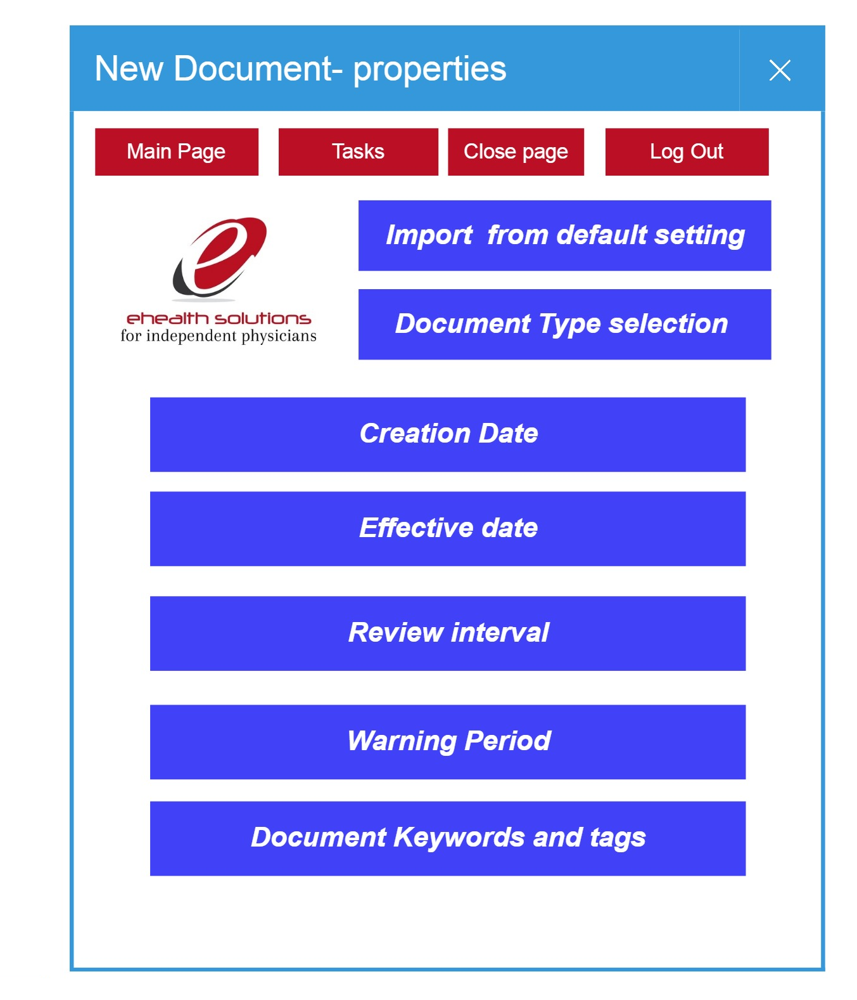 New Document- properties
Main Page
Tasks
Close page
Log Out
Import  from default setting
ehealth solutions
for independent physicians
Document Type selection
Creation Date
Effective date
Review interval
Warning Period
Document Keywords and tags